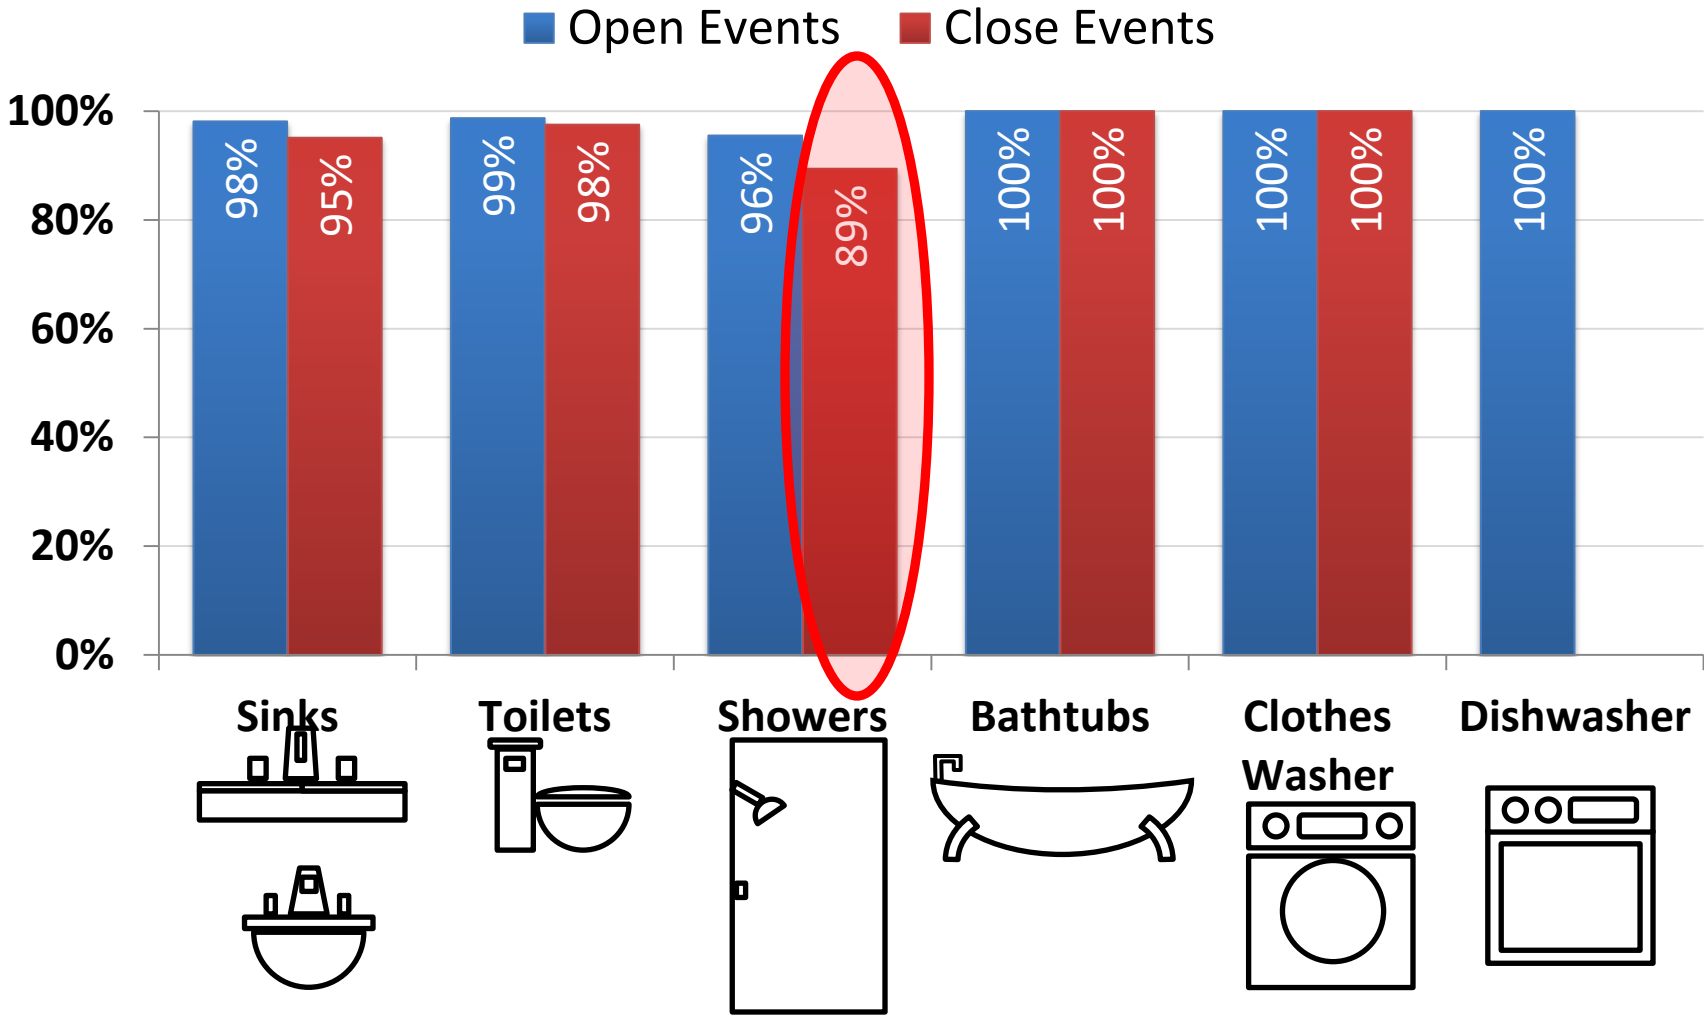 Open Events Close Events
100%
80%
60%
40%
20%
0%
98% 95% 99% 98% 96% 89% 100% 100% 100% 100% 100%
Sinks Toilets Showers Bathtubs Clothes Washer Dishwasher